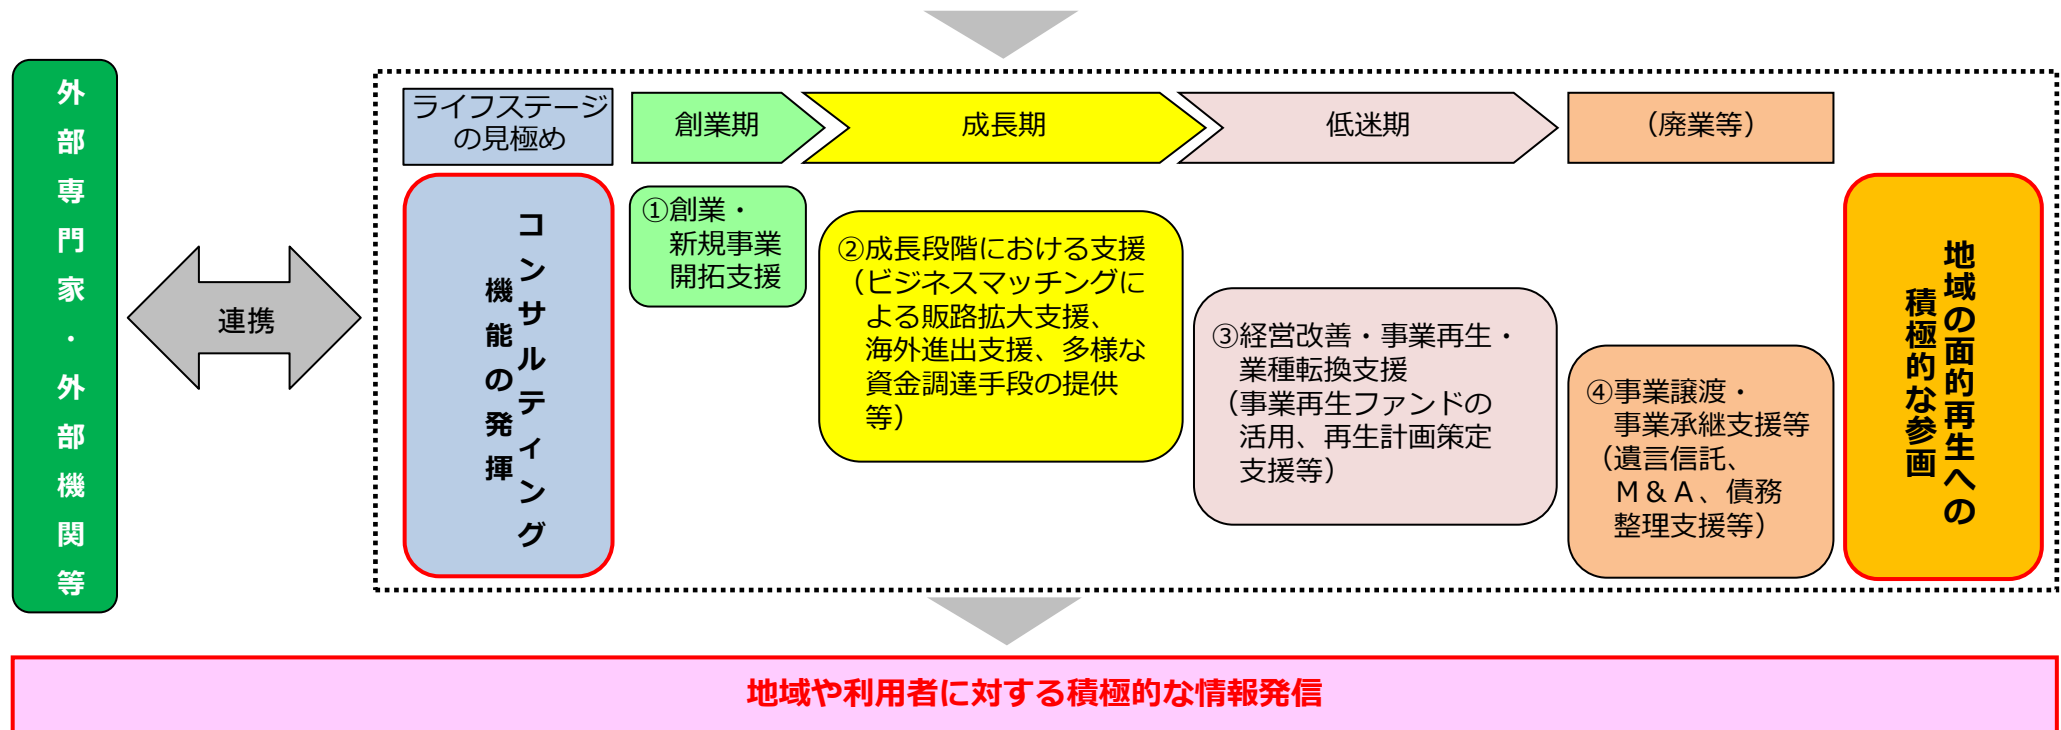 外部専門家・外部機関等
連携
ライフステージ
の見極め
創業期
成長期
低迷期
（廃業等）
コンサルティング
機能の発揮
①創業・
新規事業
開拓支援
②成長段階における支援
（ビジネスマッチングに
よる販路拡大支援、
海外進出支援、多様な
資金調達手段の提供
等）
③経営改善・事業再生・
業種転換支援
（事業再生ファンドの
活用、再生計画策定
支援等）
④事業譲渡・
事業承継支援等
（遺言信託、
Ｍ＆Ａ、債務
整理支援等）
地域の面的再生への
積極的な参画
地域や利用者に対する積極的な情報発信